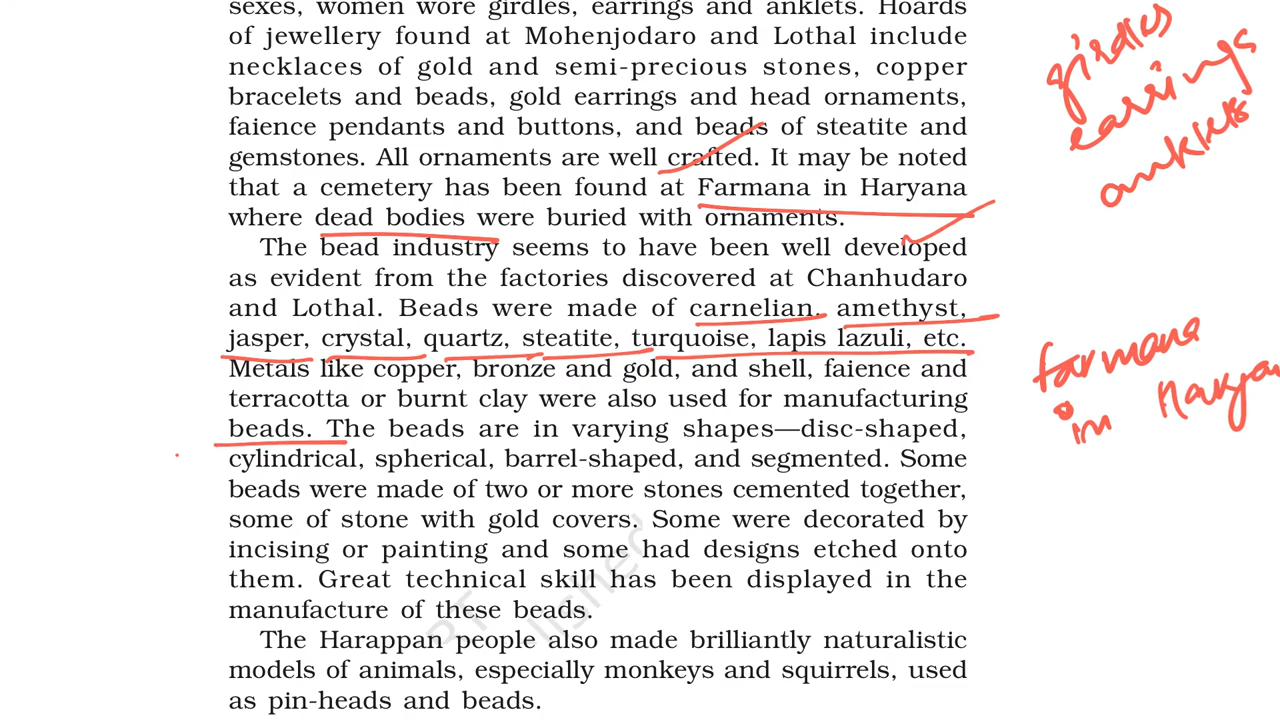 sexes, women wore girdles, earrings and anklets. Hoards
of jewellery found at Mohenjodaro and Lothal include
necklaces of gold and semi-precious stones, copper
bracelets and beads, gold earrings and head ornaments,
faience pendants and buttons, and beads of steatite and
gemstones. All ornaments are well crafted. It may be noted
that a cemetery has been found at Farmana in Haryana
where dead bodies were buried with ornaments.
The bead industry seems to have been well developed
as evident from the factories discovered at Chanhudaro
and Lothal. Beads were made of carnelian, amethyst,
jasper, crystal, quartz, steatite, turquoise, lapis lazuli, etc.
Metals like copper, bronze and gold, and shell, faience and
terracotta or burnt clay were also used for manufacturing
beads. The beads are in varying shapes—disc-shaped,
cylindrical, spherical, barrel-shaped, and segmented. Some
beads were made of two or more stones cemented together,
some of stone with gold covers. Some were decorated by
incising or painting and some had designs etched onto
them. Great technical skill has been displayed in the
manufacture of these beads.
The Harappan people also made brilliantly naturalistic
models of animals, especially monkeys and squirrels, used
as pin-heads and beads.
girdles
earrings
anklets
farmana
in